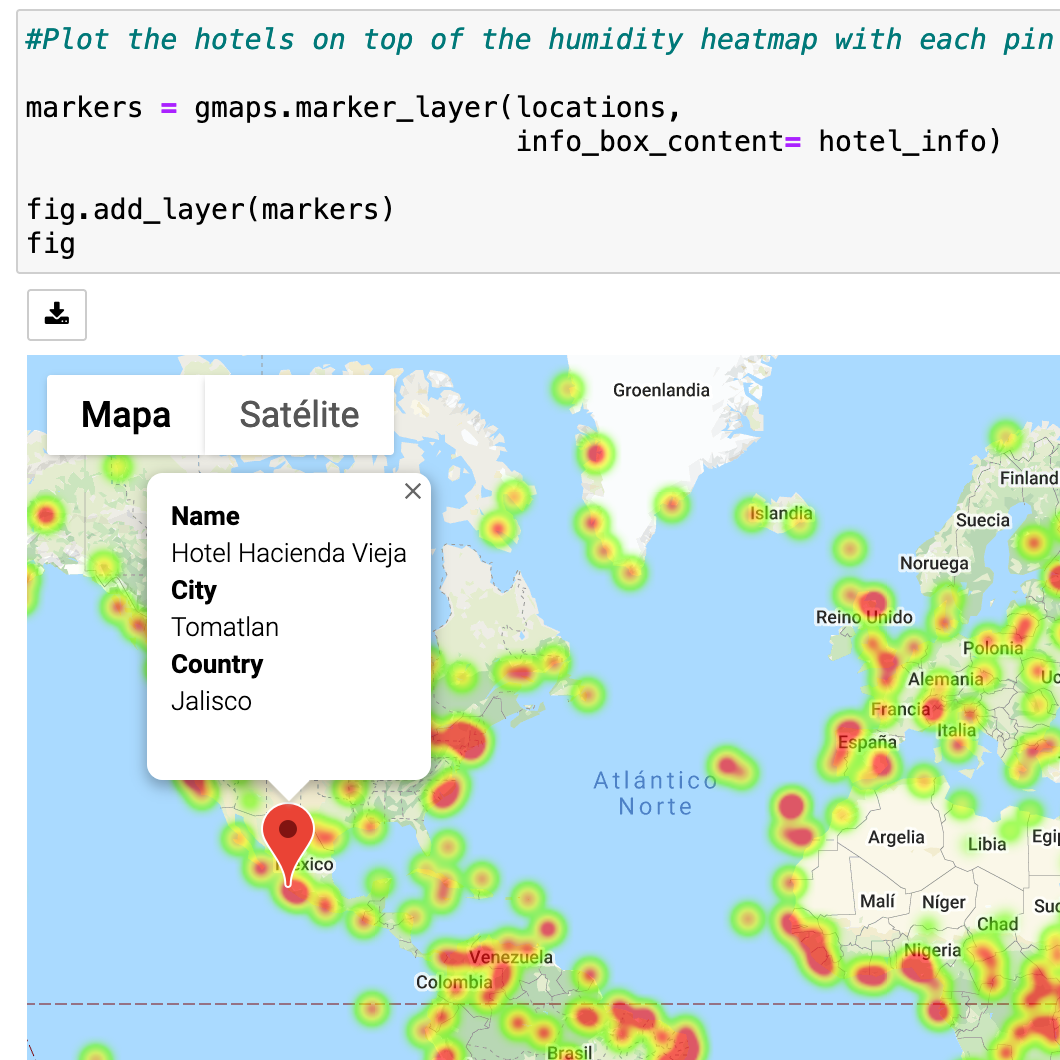 #Plot the hotels on top of the humidity heatmap with each pin
markers = gmaps.marker_layer(locations,
info_box_content= hotel_info)
fig.add_layer(markers)
fig
Mapa
Satélite
Groenlandia
Name
Hotel Hacienda Vieja
City
Tomatlan
Country
Jalisco
Finland
Islandia
Suecia
Noruega
Reino Unido
Polonia
Alemania
Uc
Francia
Italia
España
Atlántico
Norte
Argelia
Libia
Egip
México
Malí
Níger
Chad
Suc
Nigeria
Venezuela
Colombia
Brasil